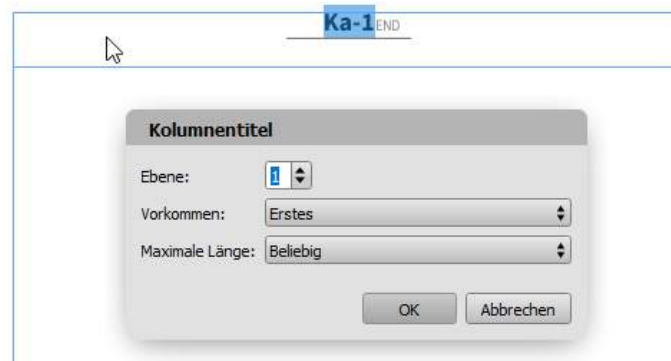 Ka-1END
Kolumnentitel
Ebene: 1
Vorkommen: Erstes
Maximale Länge: Beliebig
OK Abbrechen